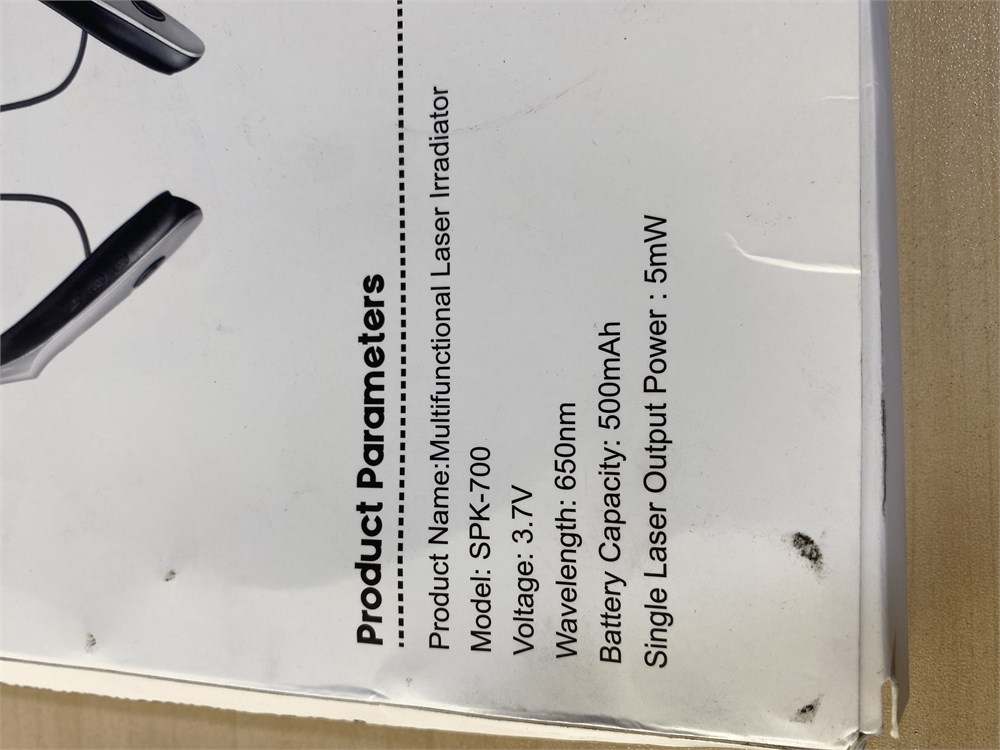 Product Parameters
Product Name:Multifunctional Laser Irradiator
Model: SPK-700
Voltage: 3.7V
Wavelength: 650nm
Battery Capacity: 500mAh
Single Laser Output Power : 5mW